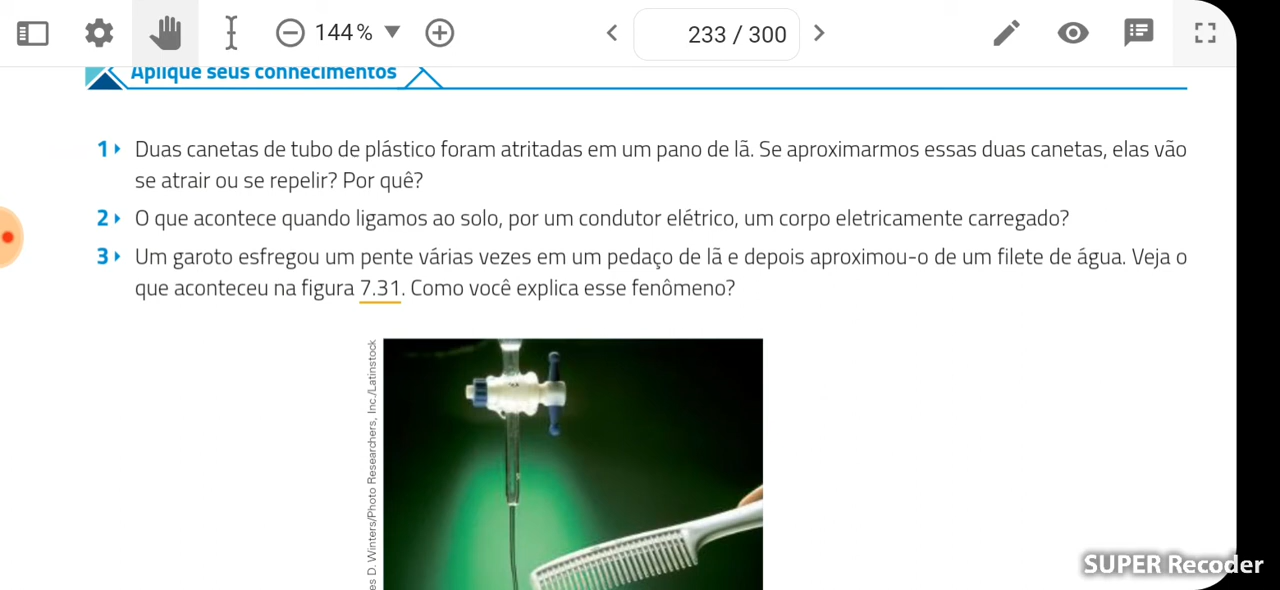 144%
233 / 300
Aplique seus conhecimentos
1 Duas canetas de tubo de plástico foram atritadas em um pano de lã. Se aproximarmos essas duas canetas, elas vão
se atrair ou se repelir? Por quê?
2 O que acontece quando ligamos ao solo, por um condutor elétrico, um corpo eletricamente carregado?
3 Um garoto esfregou um pente várias vezes em um pedaço de lã e depois aproximou-o de um filete de água. Veja o
que aconteceu na figura 7.31. Como você explica esse fenômeno?
D. Winters/Photo Researchers, Inc./Latinstock
SUPER Recoder